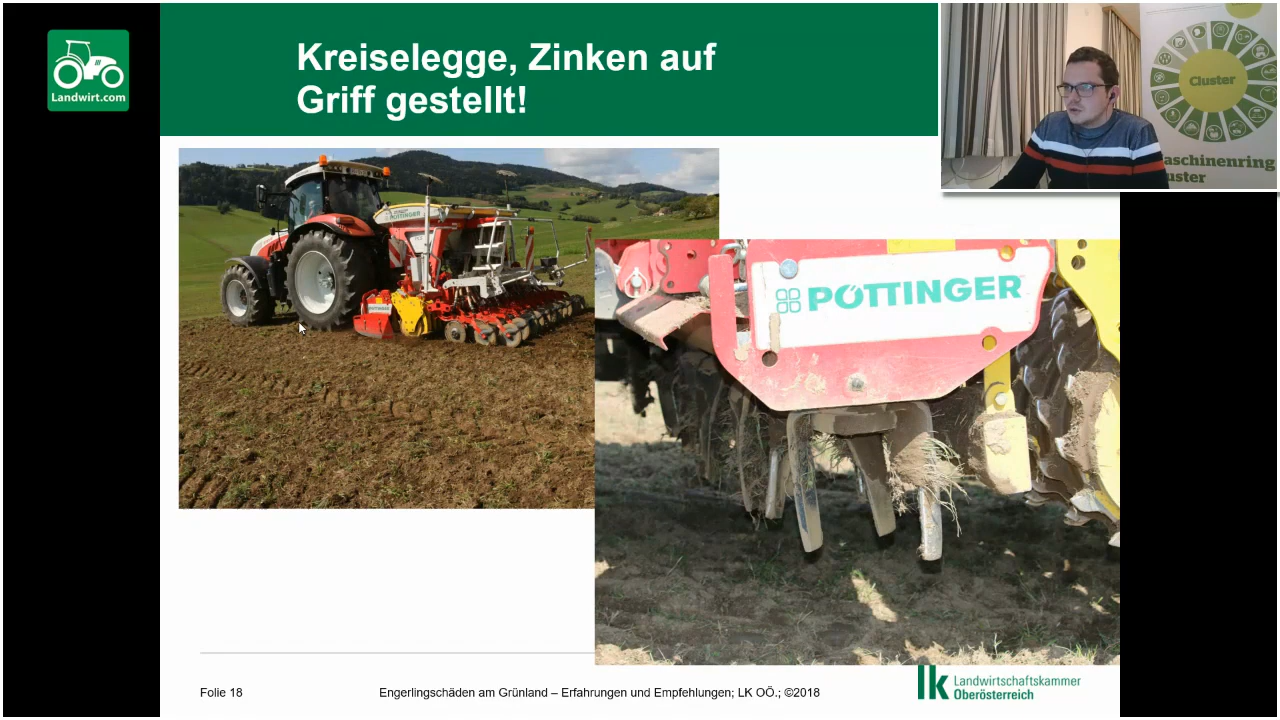 Landwirt.com
Kreiselegge, Zinken auf
Griff gestellt!
Cluster
aschinenring
uster
PÖTTINGER
PÖTTINGER
PÖTTINGER
Folie 18
Engerlingschäden am Grünland – Erfahrungen und Empfehlungen; LK OÖ.; ©2018
lk Landwirtschaftskammer
Oberösterreich